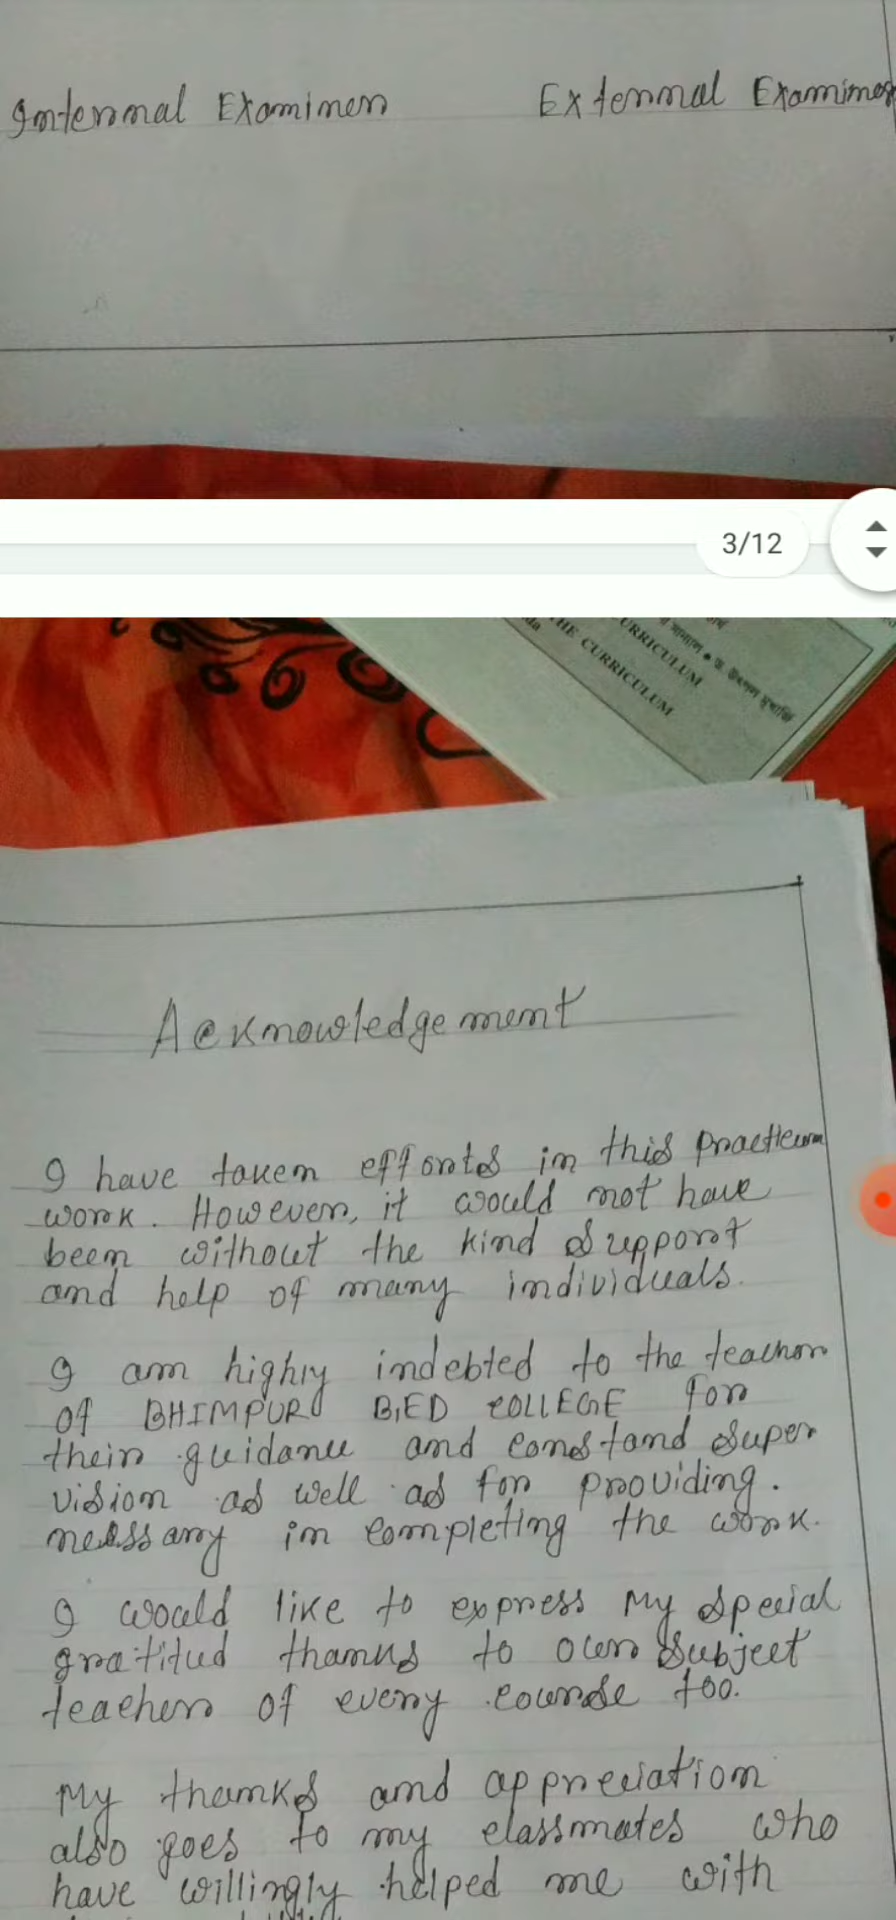 Internal Examiner External Examiner
3/12
THE CURRICULUM
CURRICULUM
Acknowledgement
I have taken efforts in this Practicum
work. However, it would not have
been without the kind support
and help of many individuals.
I am highly indebted to the teacher
of BHIMPUR B.ED COLLEGE for
their guidance and constand super
vision as well as for providing.
nessary in completing the work.
I would like to express my special
gratitud thanks to our subject
teacher of every course too.
My thanks and appreciation
also goes to my classmates who
have willingly helped me with